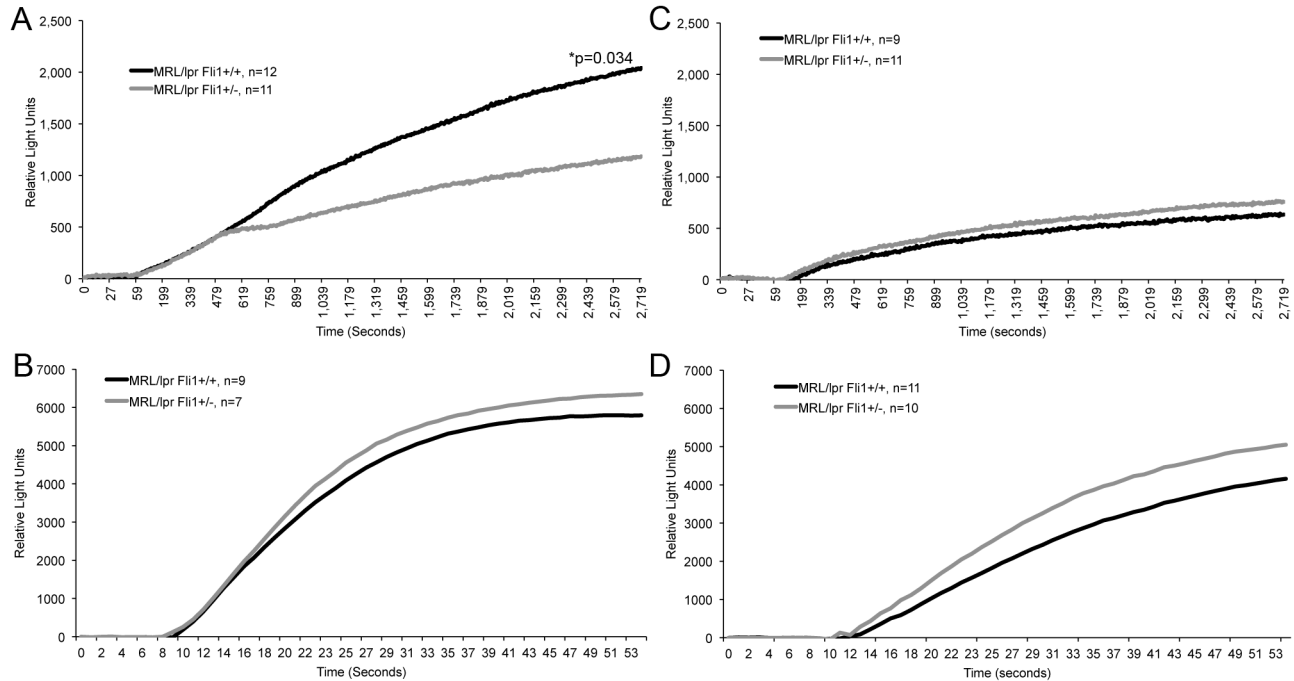 A
2,500
2,000
1,500
1,000
500
0
Relative Light Units
MRL/lpr Fli1+/+, n=12
MRL/lpr Fli1+/-, n=11
*p=0.034
0 27 59 199 339 479 619 759 899 1,039 1,179 1,319 1,459 1,599 1,739 1,879 2,019 2,159 2,299 2,439 2,579 2,719
Time (Seconds)
C
2,500
2,000
1,500
1,000
500
0
Relative Light Units
MRL/lpr Fli1+/+, n=9
MRL/lpr Fli1+/-, n=11
0 27 59 199 339 479 619 759 899 1,039 1,179 1,319 1,459 1,599 1,739 1,879 2,019 2,159 2,299 2,439 2,579 2,719
Time (seconds)
B
7000
6000
5000
4000
3000
2000
1000
0
Relative Light Units
MRL/lpr Fli1+/+, n=9
MRL/lpr Fli1+/-, n=7
0 2 4 6 8 10 12 14 16 18 20 22 23 25 27 29 31 33 35 37 39 41 43 45 47 49 51 53
Time (Seconds)
D
7000
6000
5000
4000
3000
2000
1000
0
Relative Light Units
MRL/lpr Fli1+/+, n=11
MRL/lpr Fli1+/-, n=10
0 2 4 6 8 10 12 14 16 18 20 22 23 25 27 29 31 33 35 37 39 41 43 45 47 49 51 53
Time (seconds)